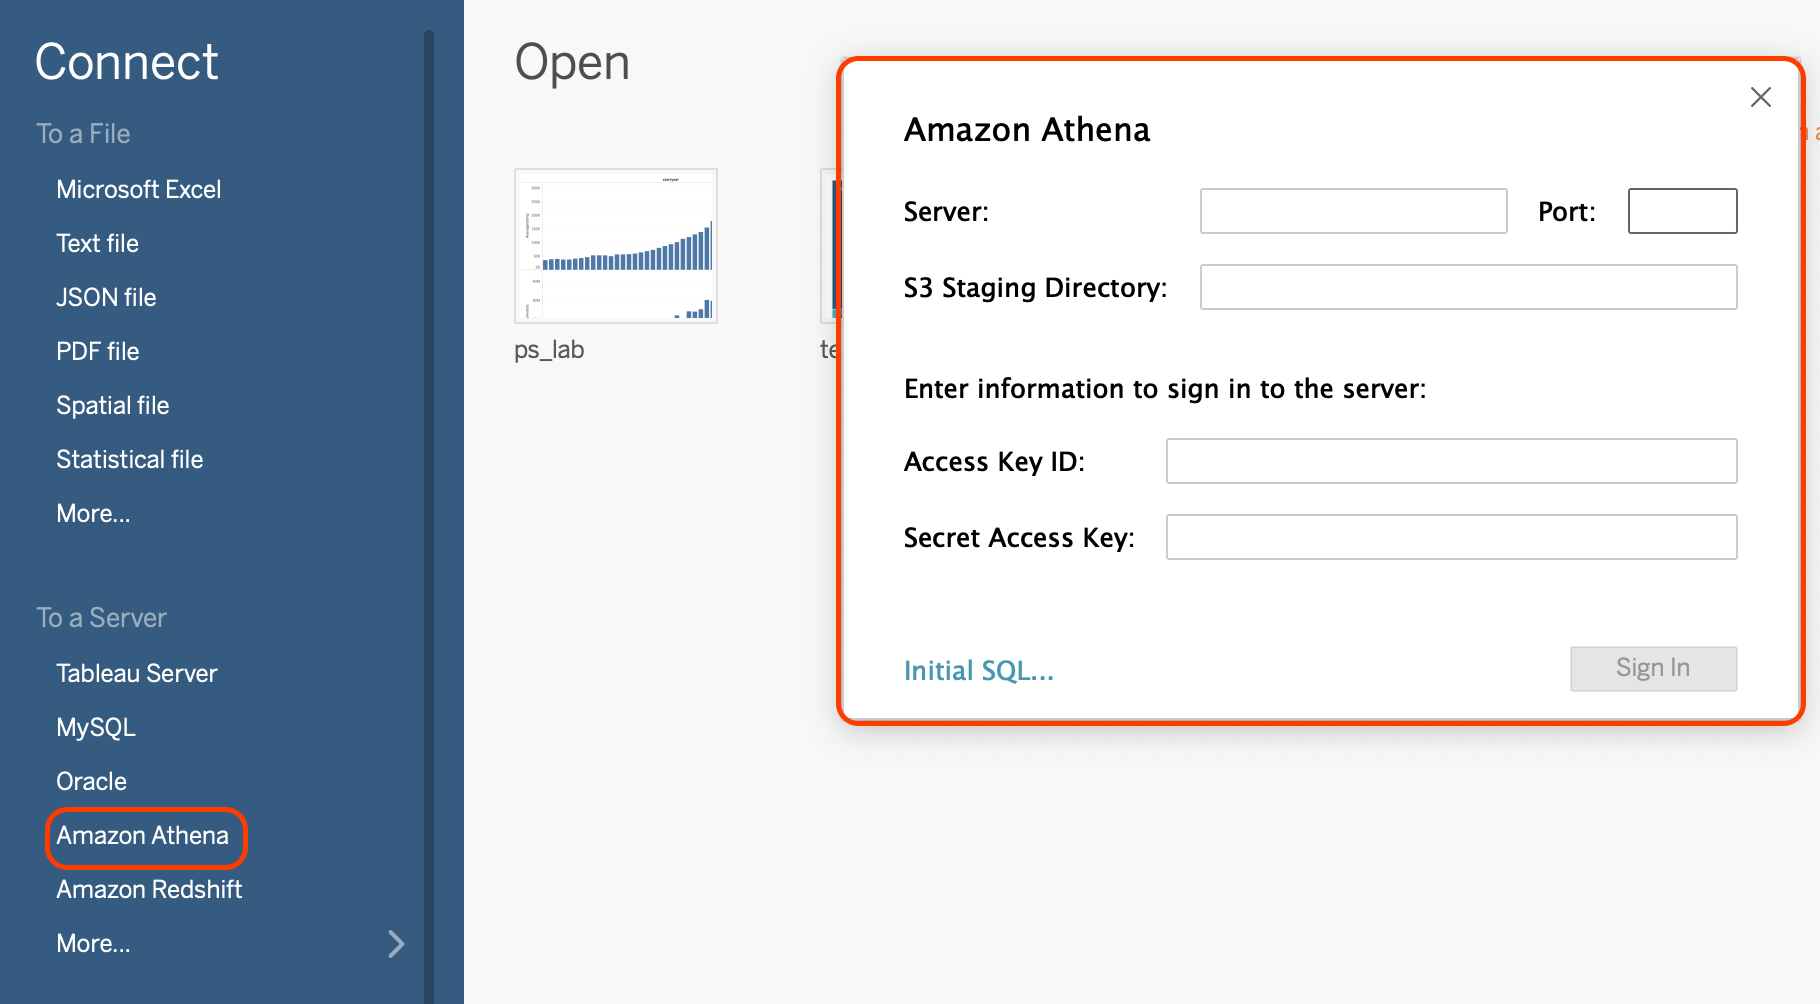 Connect
To a File
Microsoft Excel
Text file
JSON file
PDF file
Spatial file
Statistical file
More...
To a Server
Tableau Server
MySQL
Oracle
Amazon Athena
Amazon Redshift
More...
Open
ps_lab
te
Amazon Athena
Server:
Port:
S3 Staging Directory:
Enter information to sign in to the server:
Access Key ID:
Secret Access Key:
Initial SQL...
Sign In